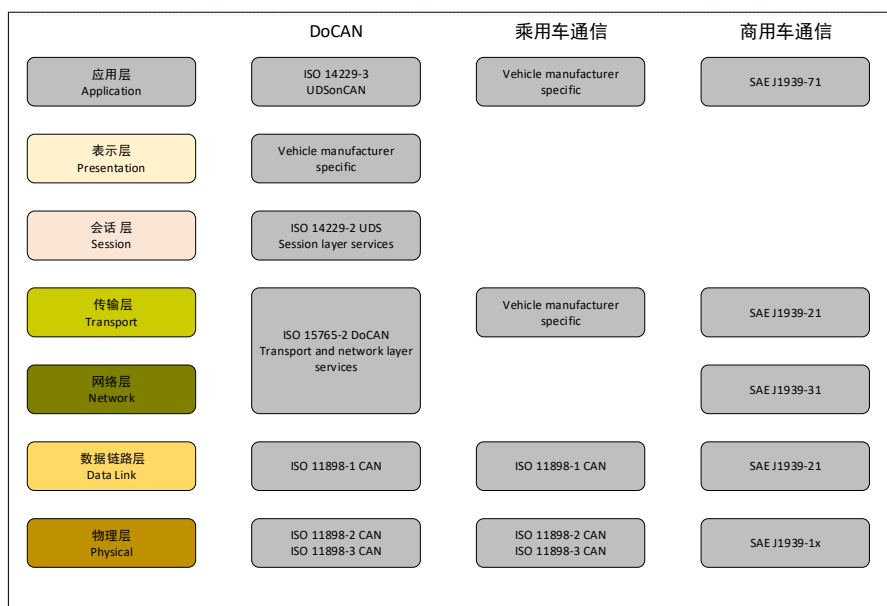 DoCAN
乘用车通信
商用车通信
应用层
Application
ISO 14229-3
UDSonCAN
Vehicle manufacturer
specific
SAE J1939-71
表示层
Presentation
Vehicle manufacturer
specific
会话 层
Session
ISO 14229-2 UDS
Session layer services
传输层
Transport
ISO 15765-2 DoCAN
Transport and network layer
services
Vehicle manufacturer
specific
SAE J1939-21
网络层
Network
SAE J1939-31
数据链路层
Data Link
ISO 11898-1 CAN
ISO 11898-1 CAN
SAE J1939-21
物理层
Physical
ISO 11898-2 CAN
ISO 11898-3 CAN
ISO 11898-2 CAN
ISO 11898-3 CAN
SAE J1939-1x